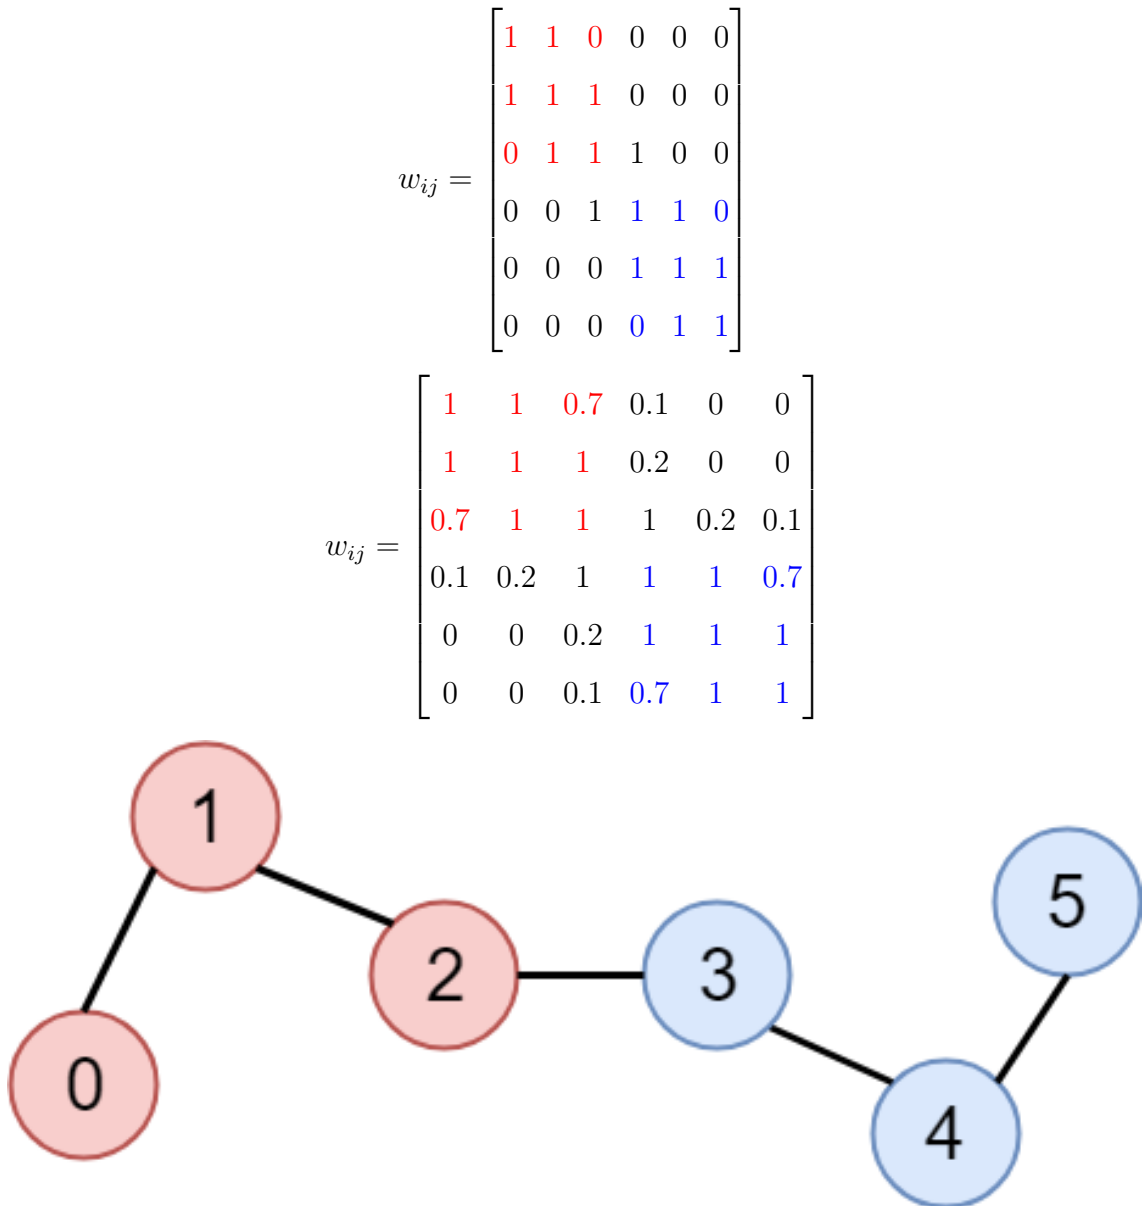 1 1 0 0 0 0
1 1 1 0 0 0
0 1 1 1 0 0
w_{ij} =
0 0 1 1 1 0
0 0 0 1 1 1
0 0 0 0 1 1
1 1 0.7 0.1 0 0
1 1 1 0.2 0 0
0.7 1 1 1 0.2 0.1
w_{ij} =
0.1 0.2 1 1 1 0.7
0 0 0.2 1 1 1
0 0 0.1 0.7 1 1
1
5
2 3
0
4